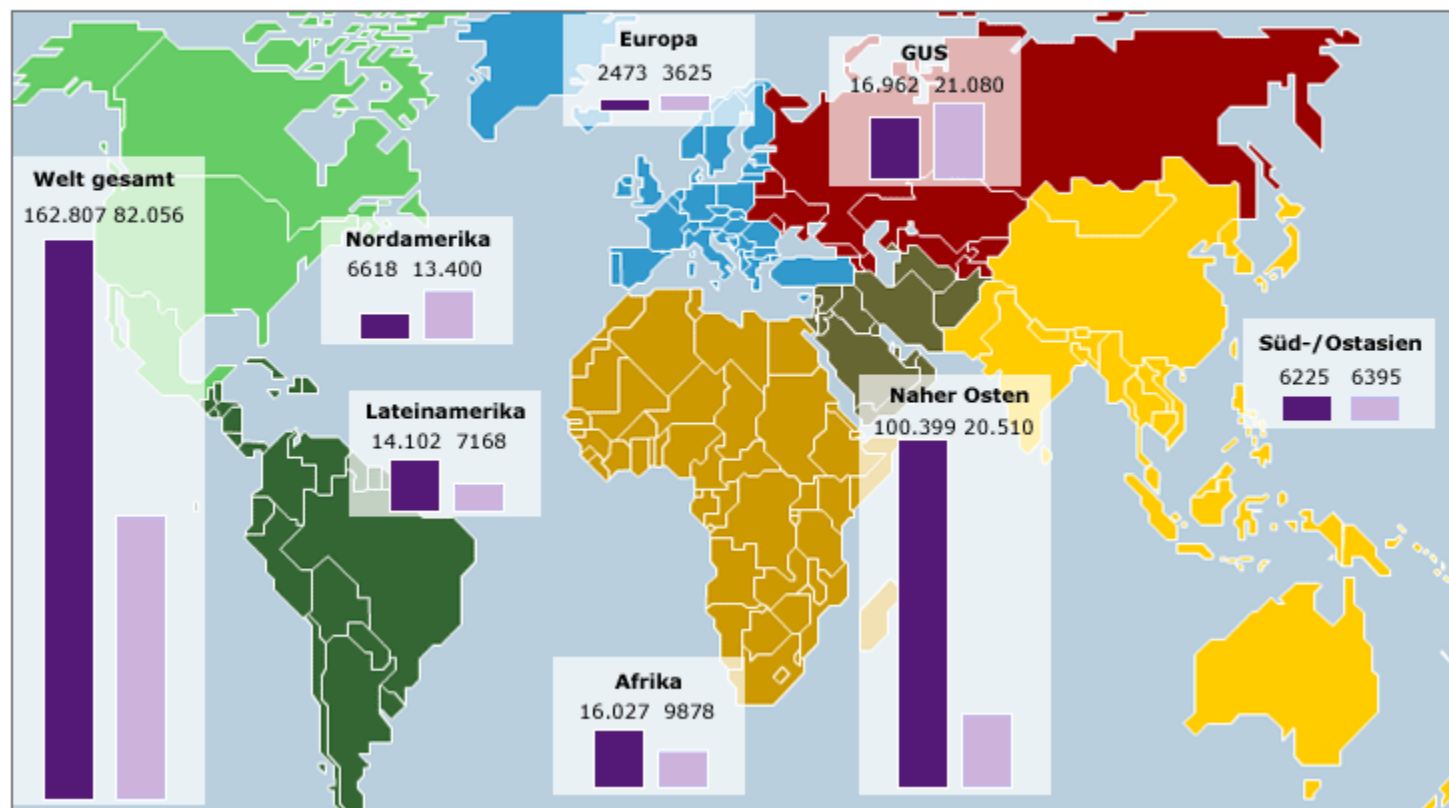 Europa
2473 3625
GUS
16.962 21.080
Welt gesamt
162.807 82.056
Nordamerika
6618 13.400
Süd-/Ostasien
6225 6395
Lateinamerika
14.102 7168
Naher Osten
100.399 20.510
Afrika
16.027 9878